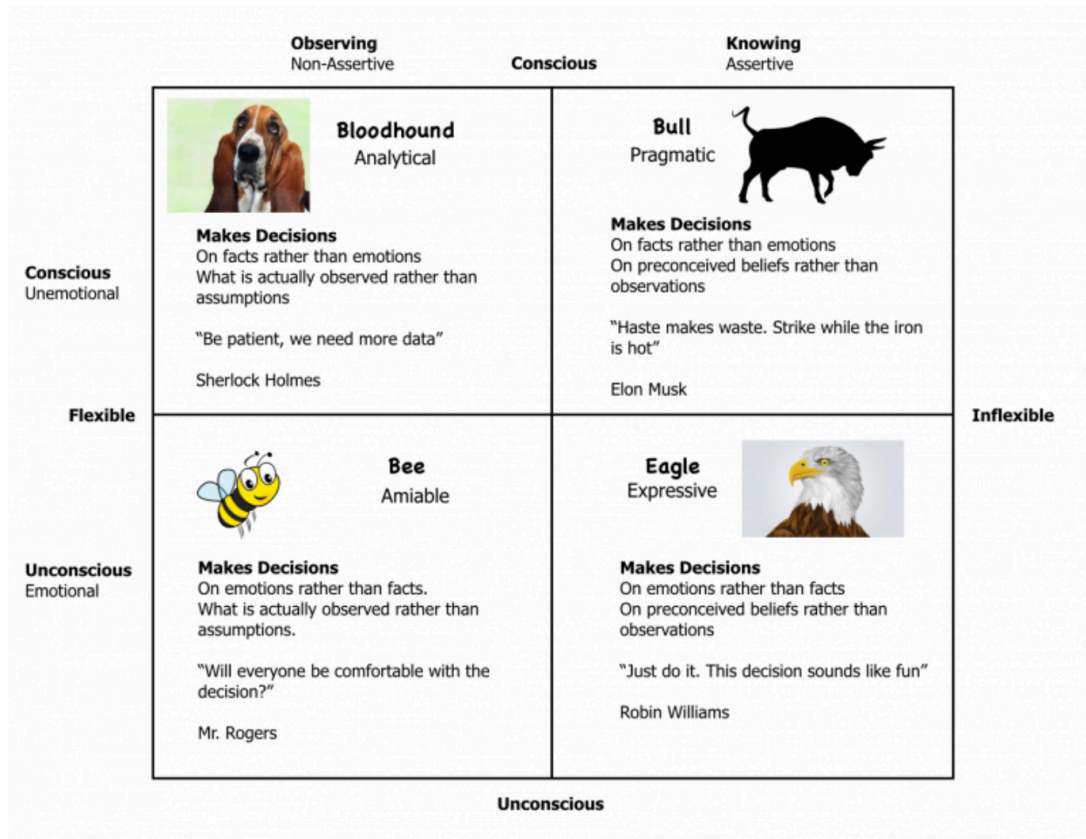 Observing
Non-Assertive
Conscious
Knowing
Assertive
Bloodhound
Analytical
Makes Decisions
On facts rather than emotions
What is actually observed rather than
assumptions
“Be patient, we need more data”
Sherlock Holmes
Bull
Pragmatic
Makes Decisions
On facts rather than emotions
On preconceived beliefs rather than
observations
“Haste makes waste. Strike while the iron
is hot”
Elon Musk
Conscious
Unemotional
Flexible
Inflexible
Unconscious
Emotional
Bee
Amiable
Makes Decisions
On emotions rather than facts.
What is actually observed rather than
assumptions.
“Will everyone be comfortable with the
decision?”
Mr. Rogers
Eagle
Expressive
Makes Decisions
On emotions rather than facts
On preconceived beliefs rather than
observations
“Just do it. This decision sounds like fun”
Robin Williams
Unconscious